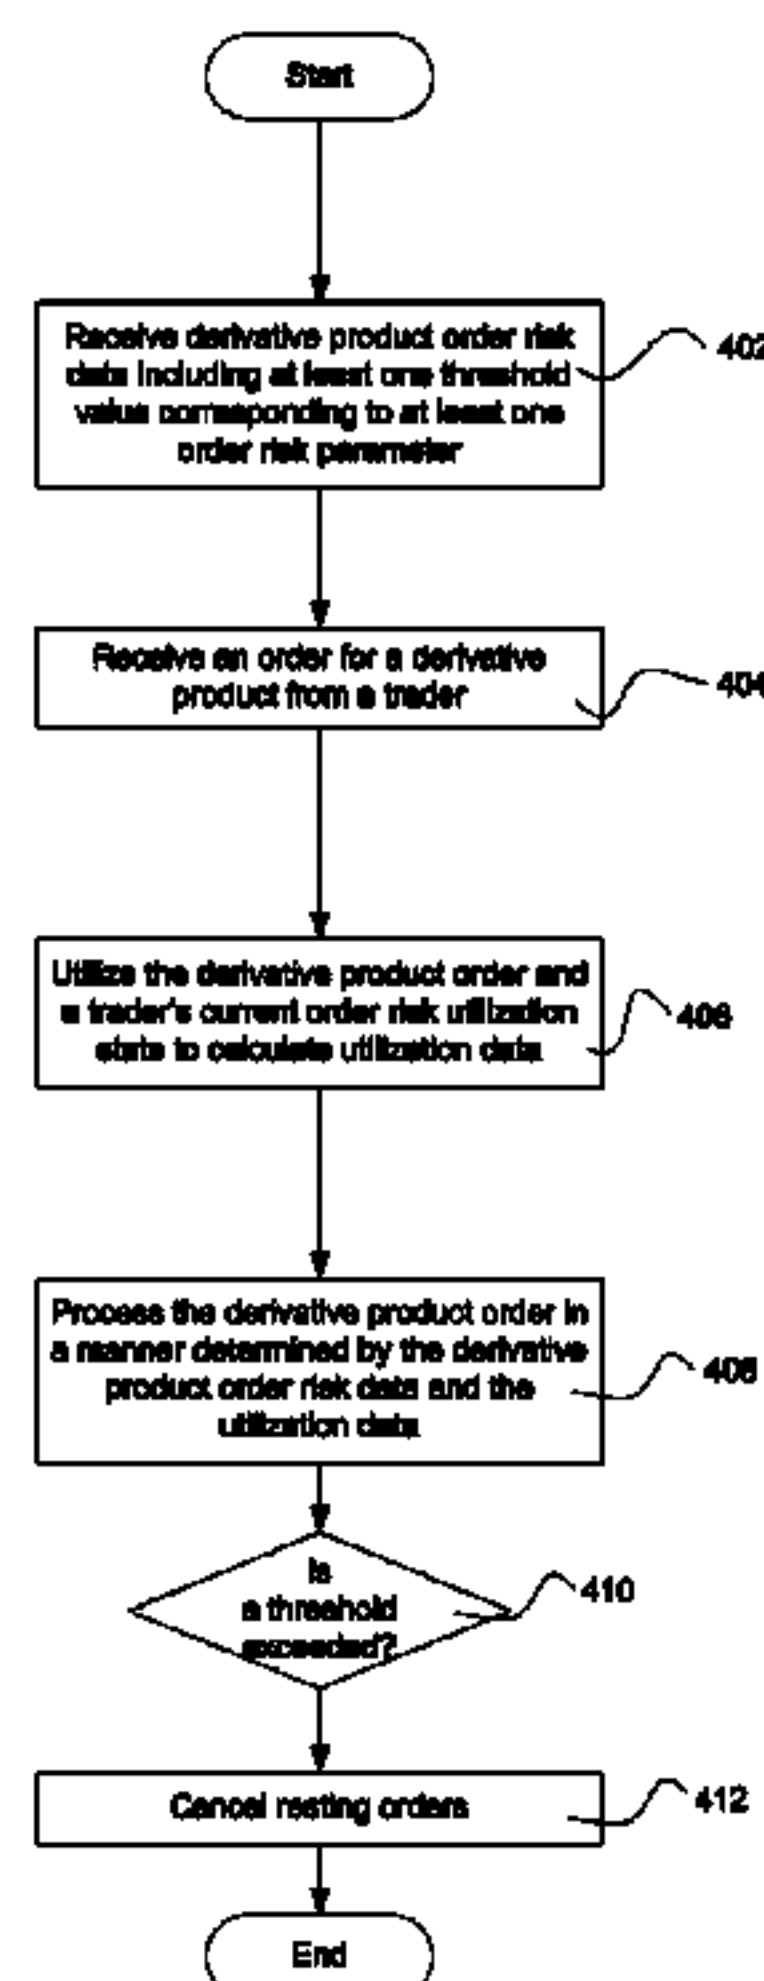 Start
Receive derivative product order risk
data including at least one threshold
value corresponding to at least one
order risk parameter
402
Receive an order for a derivative
product from a trader
404
Utilize the derivative product order and
a trader's current order risk utilization
state to calculate utilization data
406
Process the derivative product order in
a manner determined by the derivative
product order risk data and the
utilization data
408
Is
a threshold
exceeded?
410
Cancel resting orders
412
End